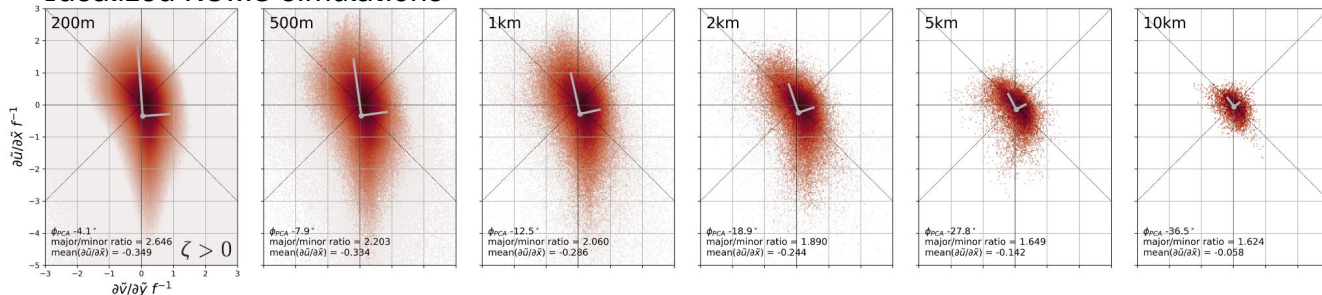 Idealized ROMS simulations
200m
500m
1km
2km
5km
10km
3
2
1
0
−1
−2
−3
−4
−5
∂ũ/∂x̃ f⁻¹
ϕPCA -4.1°
major/minor ratio = 2.646
mean(∂ũ/∂x̃) = -0.349
ζ > 0
ϕPCA -7.9°
major/minor ratio = 2.203
mean(∂ũ/∂x̃) = -0.334
ϕPCA -12.5°
major/minor ratio = 2.060
mean(∂ũ/∂x̃) = -0.286
ϕPCA -18.9°
major/minor ratio = 1.890
mean(∂ũ/∂x̃) = -0.244
ϕPCA -27.8°
major/minor ratio = 1.649
mean(∂ũ/∂x̃) = -0.142
ϕPCA -36.5°
major/minor ratio = 1.624
mean(∂ũ/∂x̃) = -0.058
−3 −2 −1 0 1 2 3
∂ṽ/∂ỹ f⁻¹